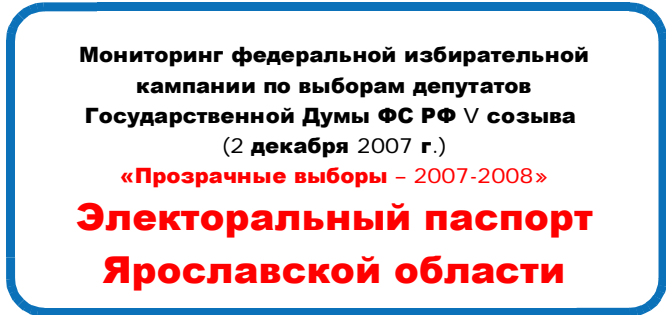 Мониторинг федеральной избирательной
кампании по выборам депутатов
Государственной Думы ФС РФ V созыва
(2 декабря 2007 г.)
«Прозрачные выборы – 2007-2008»
Электоральный паспорт
Ярославской области